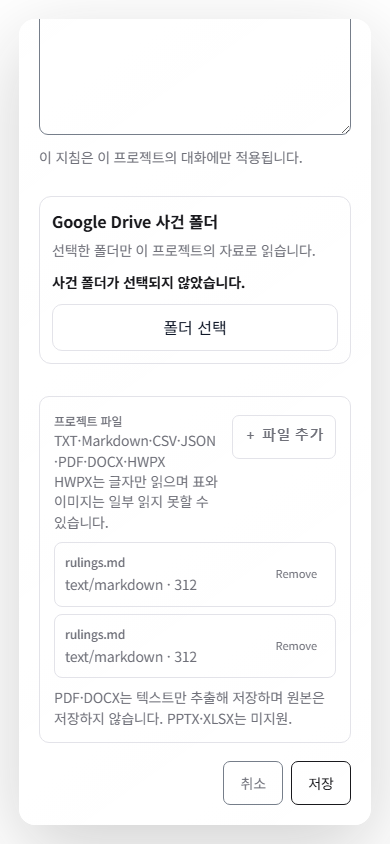 이 지침은 이 프로젝트의 대화에만 적용됩니다.
Google Drive 사건 폴더
선택한 폴더만 이 프로젝트의 자료로 읽습니다.
사건 폴더가 선택되지 않았습니다.
폴더 선택
프로젝트 파일
TXT·Markdown·CSV·JSON
·PDF·DOCX·HWPX
HWPX는 글자만 읽으며 표와
이미지는 일부 읽지 못할 수
있습니다.
+ 파일 추가
rulings.md
text/markdown · 312
Remove
rulings.md
text/markdown · 312
Remove
PDF·DOCX는 텍스트만 추출해 저장하며 원본은
저장하지 않습니다. PPTX·XLSX는 미지원.
취소
저장